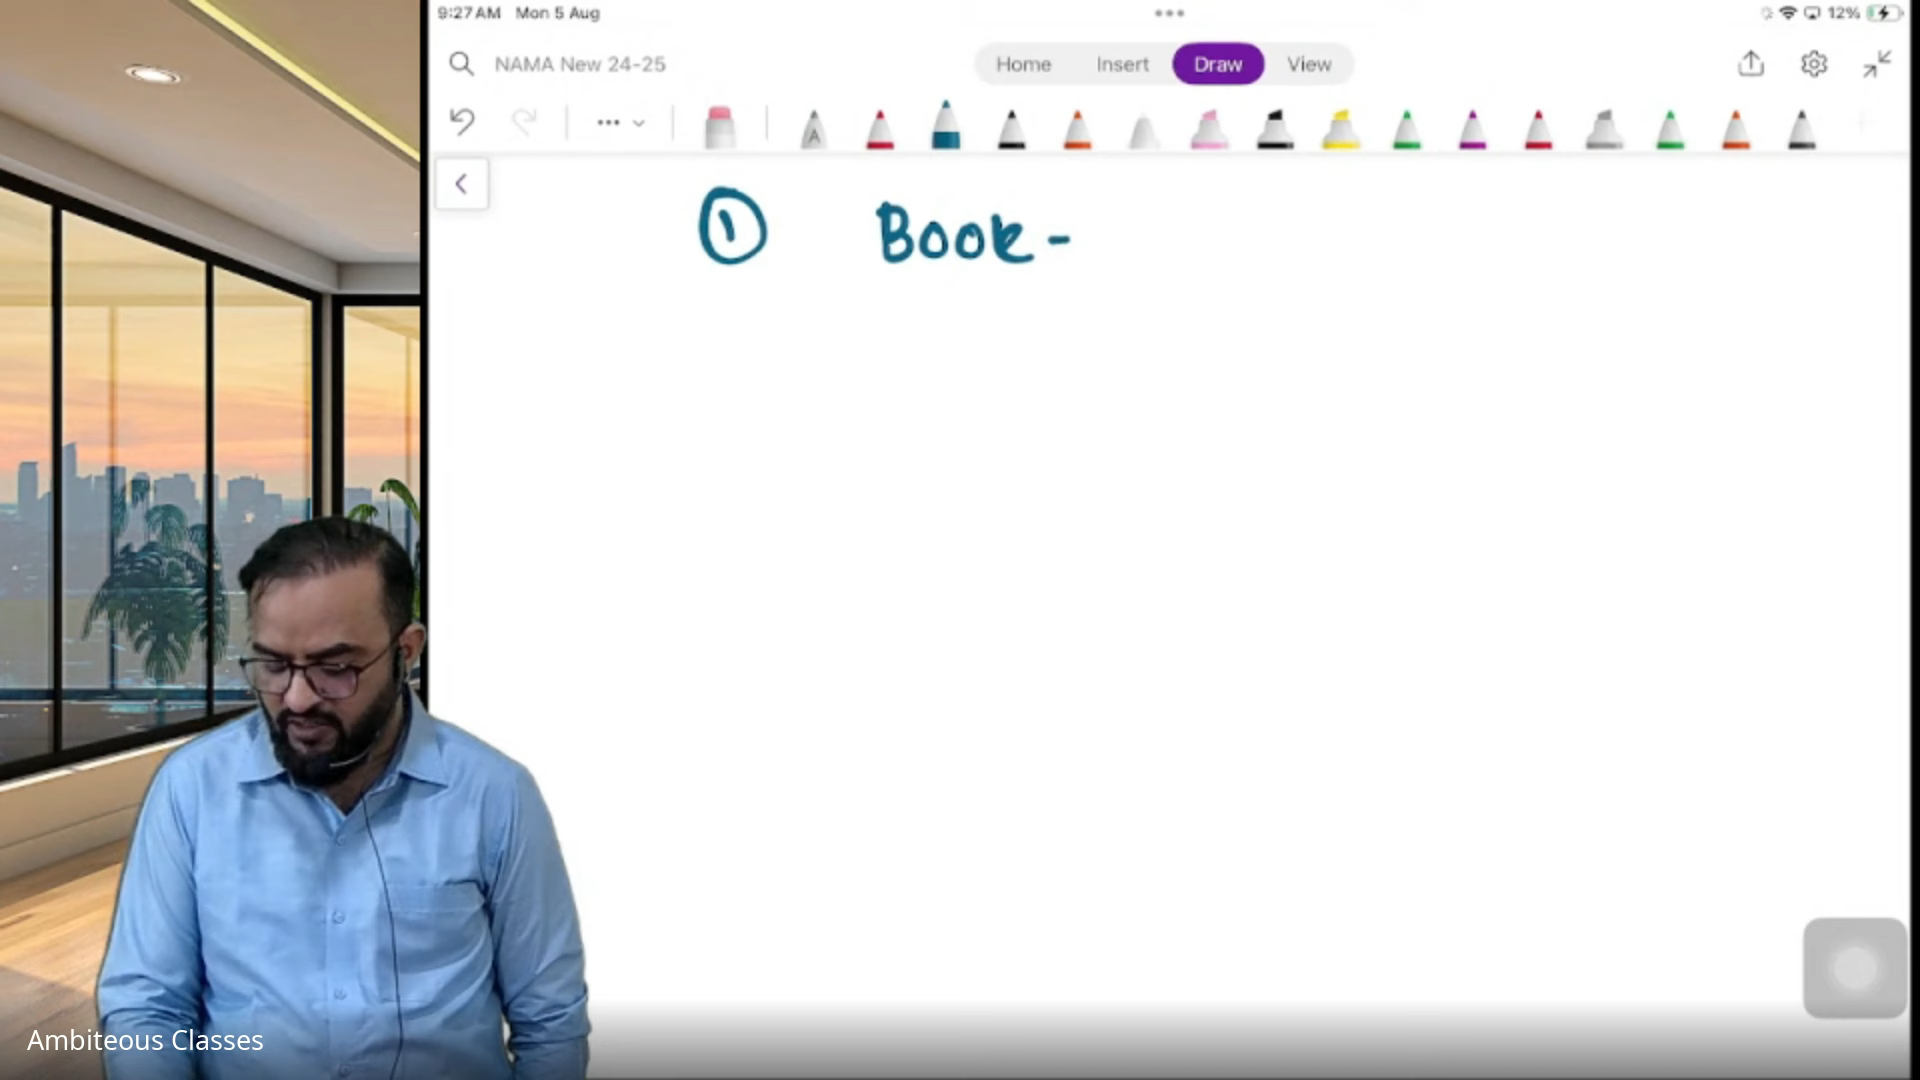 9:27 AM Mon 5 Aug
12%
NAMA New 24-25
Home Insert Draw View
A
① Book -
Ambiteous Classes